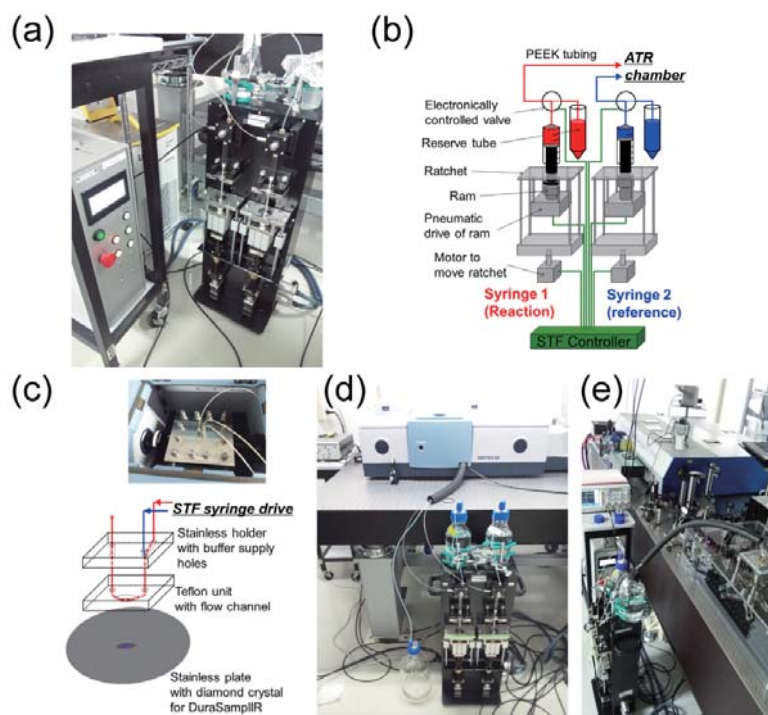 (a)
(b)
PEEK tubing
ATR
chamber
Electronically
controlled valve
Reserve tube
Ratchet
Ram
Pneumatic
drive of ram
Motor to
move ratchet
Syringe 1
(Reaction)
Syringe 2
(reference)
STF Controller
(c)
STF syringe drive
Stainless holder
with buffer supply
holes
Teflon unit
with flow channel
Stainless plate
with diamond crystal
for DuraSamplIR
(d)
(e)